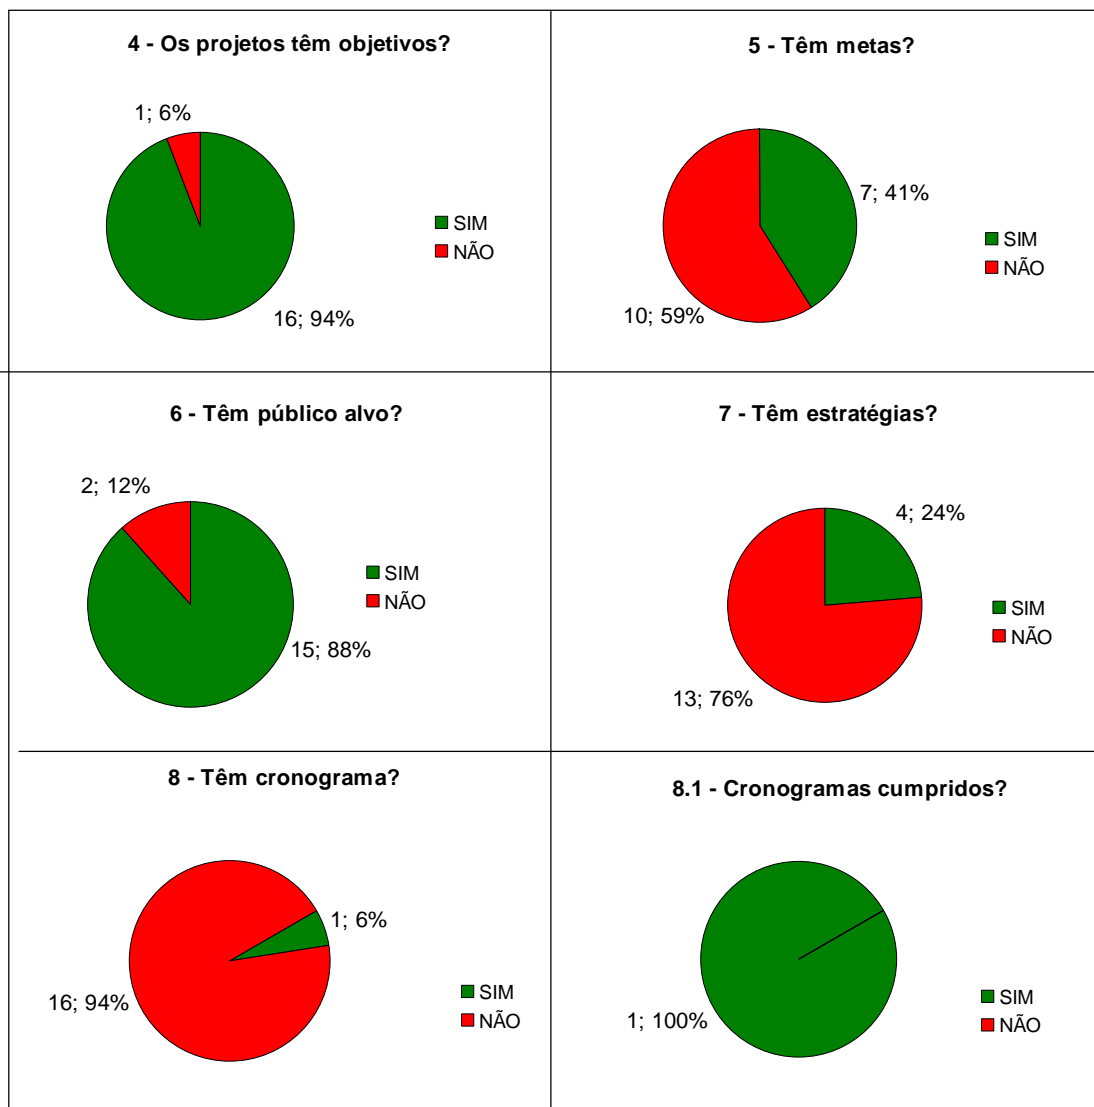 4 - Os projetos têm objetivos?
1; 6%
16; 94%
SIM
NÃO
5 - Têm metas?
7; 41%
10; 59%
SIM
NÃO
6 - Têm público alvo?
2; 12%
15; 88%
SIM
NÃO
7 - Têm estratégias?
4; 24%
13; 76%
SIM
NÃO
8 - Têm cronograma?
1; 6%
16; 94%
SIM
NÃO
8.1 - Cronogramas cumpridos?
1; 100%
SIM
NÃO